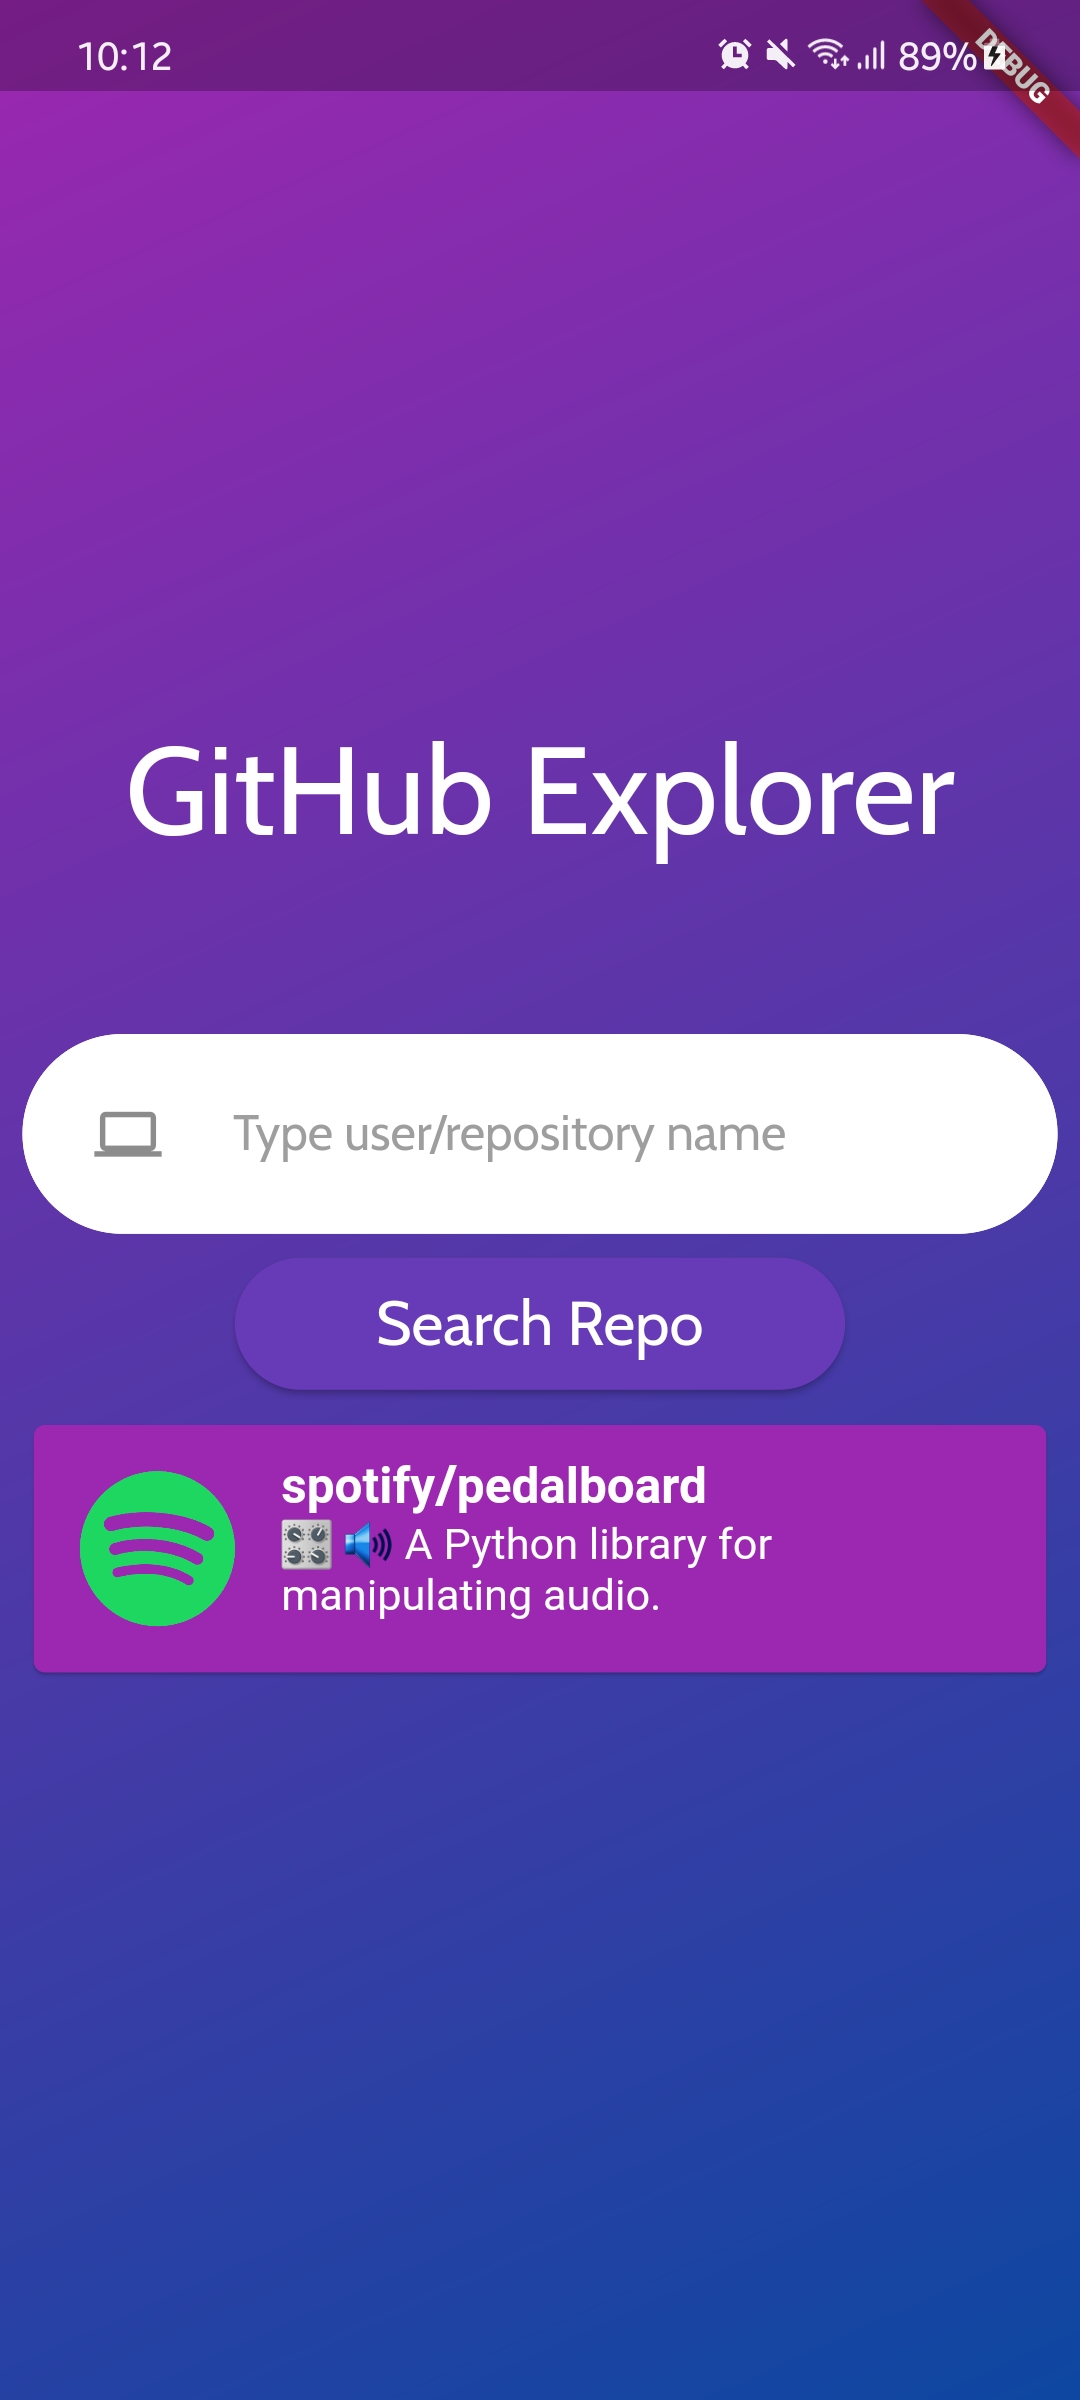 10:12 89%
DEBUG
GitHub Explorer
Type user/repository name
Search Repo
spotify/pedalboard
🎛 🔊 A Python library for
manipulating audio.